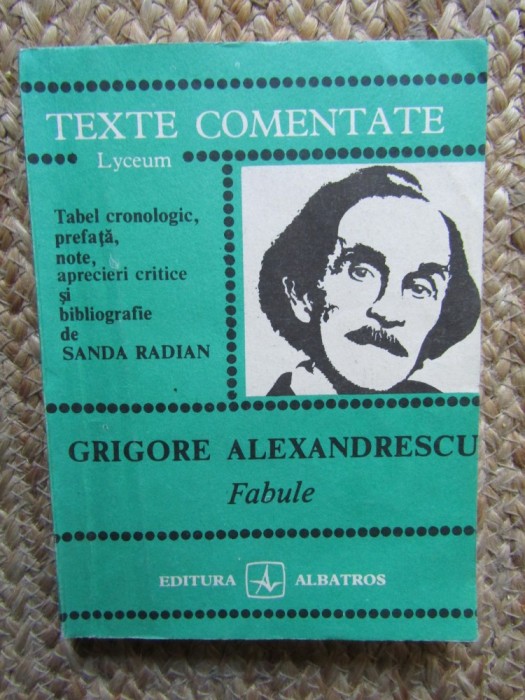 TEXTE COMENTATE
Lyceum
Tabel cronologic,
prefață,
note,
aprecieri critice
și
bibliografie
de
SANDA RADIAN
GRIGORE ALEXANDRESCU
Fabule
EDITURA ALBATROS